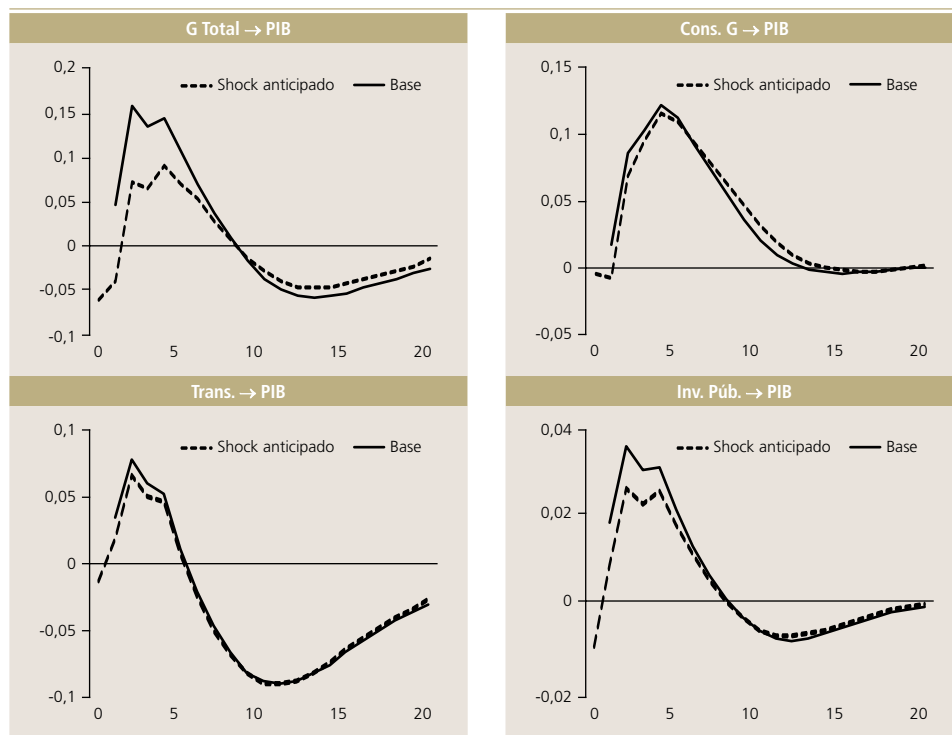 G Total → PIB
Shock anticipado Base
0,2
0,15
0,1
0,05
0
-0,05
-0,1
0 5 10 15 20
Cons. G → PIB
Shock anticipado Base
0,15
0,1
0,05
0
-0,05
0 5 10 15 20
Trans. → PIB
Shock anticipado Base
0,1
0,05
0
-0,05
-0,1
0 5 10 15 20
Inv. Púb. → PIB
Shock anticipado Base
0,04
0,02
0
-0,02
0 5 10 15 20